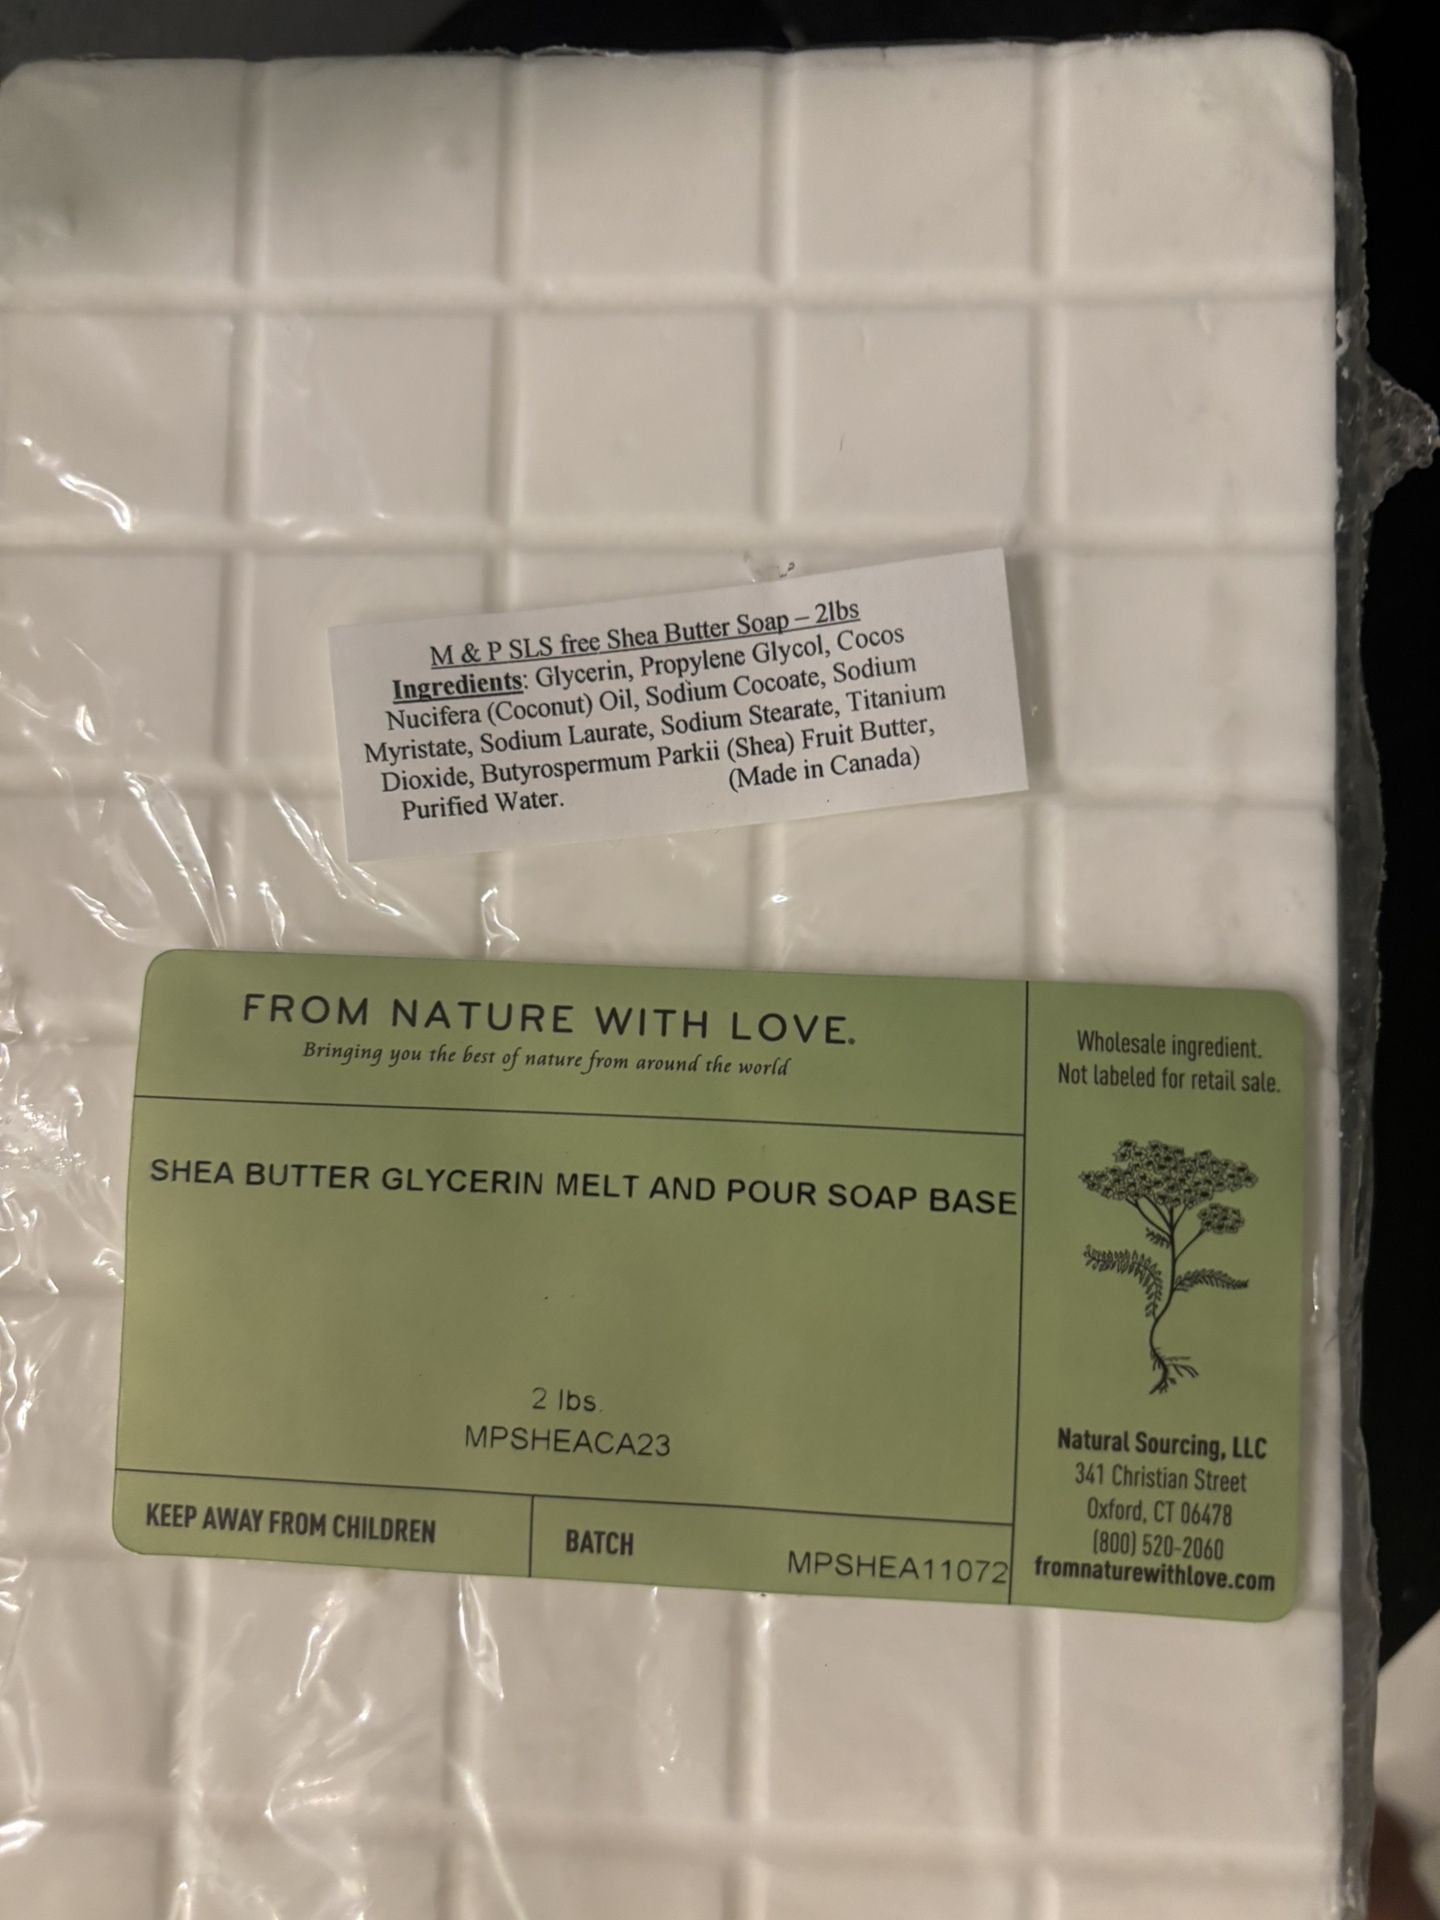 M & P SLS free Shea Butter Soap – 2lbs
Ingredients: Glycerin, Propylene Glycol, Cocos
Nucifera (Coconut) Oil, Sodium Cocoate, Sodium
Myristate, Sodium Laurate, Sodium Stearate, Titanium
Dioxide, Butyrospermum Parkii (Shea) Fruit Butter,
Purified Water. (Made in Canada)
FROM NATURE WITH LOVE®
Bringing you the best of nature from around the world
SHEA BUTTER GLYCERIN MELT AND POUR SOAP BASE
2 lbs.
MPSHEACA23
KEEP AWAY FROM CHILDREN
BATCH
MPSHEA11072
Wholesale ingredient.
Not labeled for retail sale.
Natural Sourcing, LLC
341 Christian Street
Oxford, CT 06478
(800) 520-2060
fromnaturewithlove.com